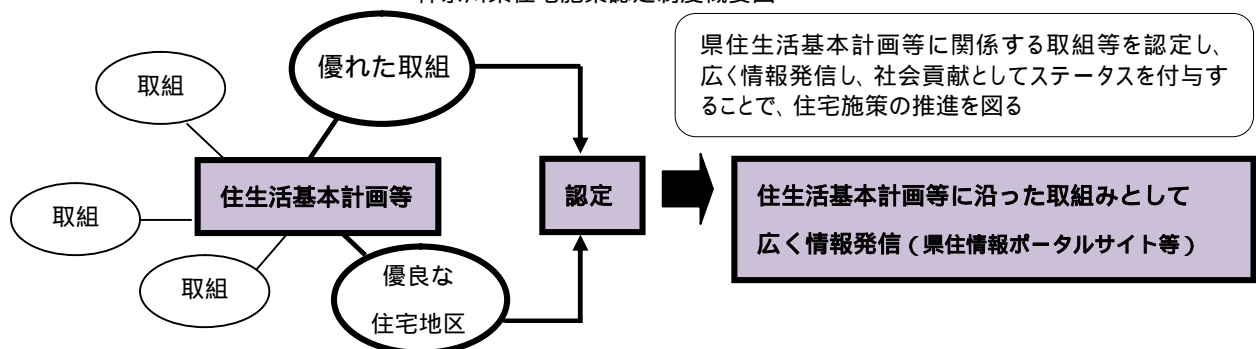 優れた取組
県住生活基本計画等に関係する取組等を認定し、
広く情報発信し、社会貢献としてステータスを付与す
ることで、住宅施策の推進を図る
取組
住生活基本計画等
認定
住生活基本計画等に沿った取組みとして
広く情報発信(県住情報ポータルサイト等)
取組
取組
優良な
住宅地区